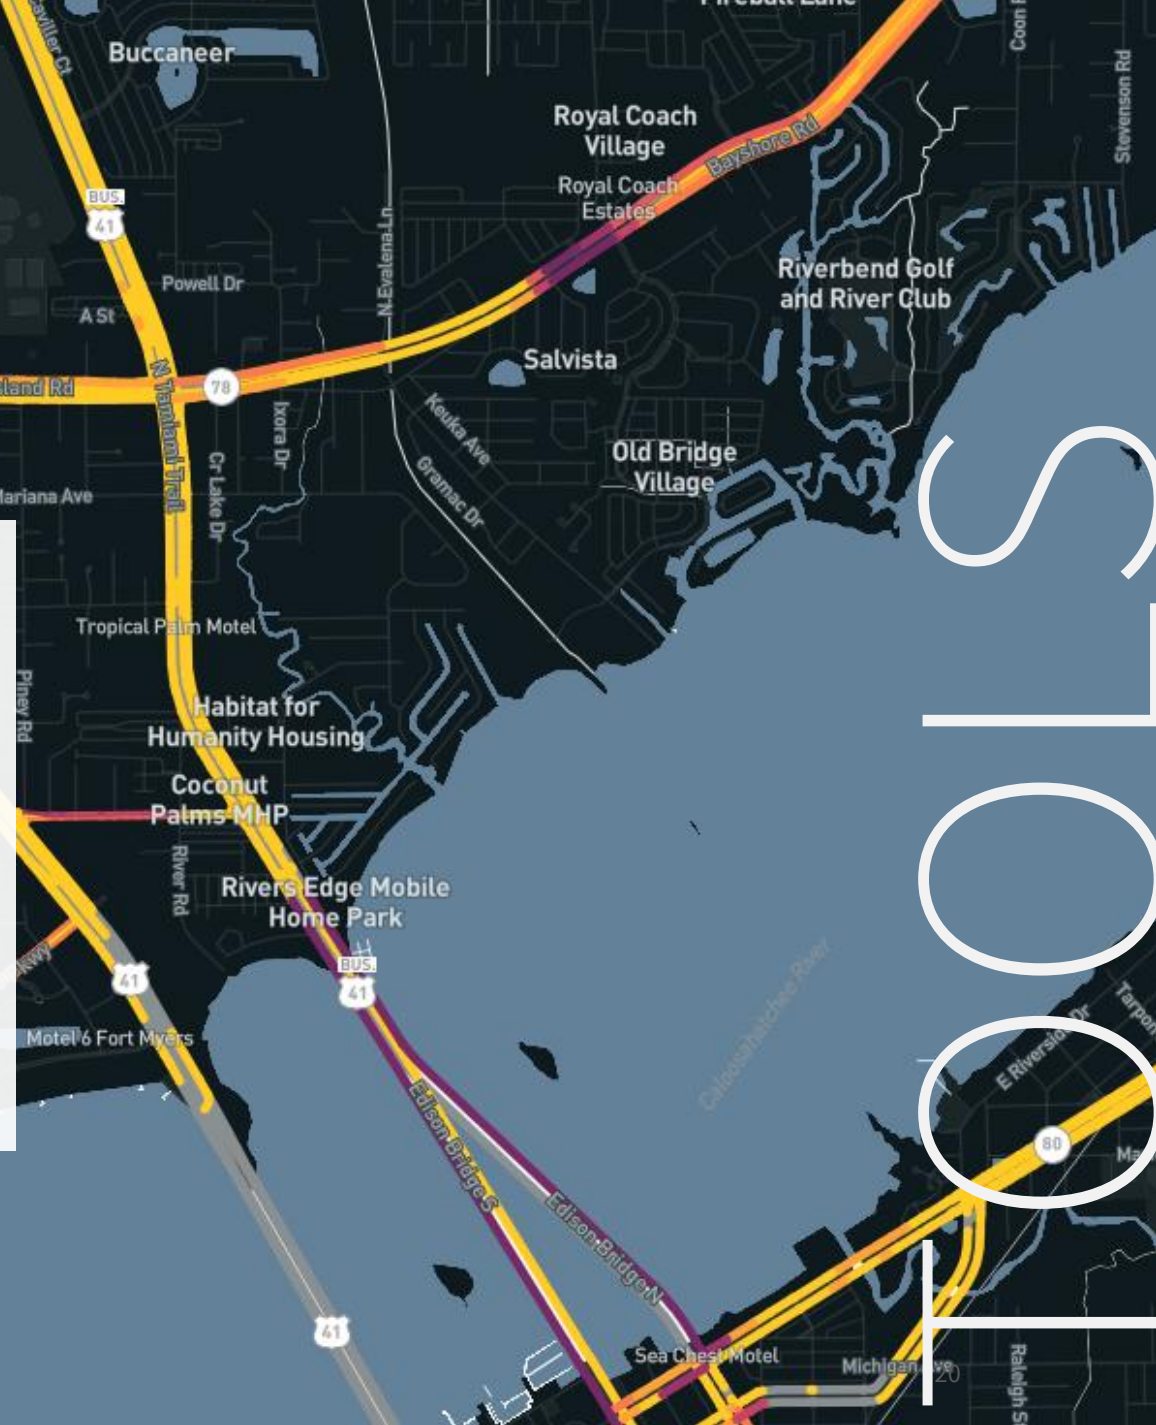 Buccaneer
Royal Coach
Village
Bayshore Rd
Royal Coach
Estates
Stevenson Rd
BUS.
41
Powell Dr
N Evalena Ln
Riverbend Golf
and River Club
A St
Salvista
78
N Tamiami Trail
Ixora Dr
Keuka Ave
Cr Lake Dr
Gramac Dr
Old Bridge
Village
Tropical Palm Motel
Piney Rd
Habitat for
Humanity Housing
Coconut
Palms MHP
River Rd
Rivers Edge Mobile
Home Park
BUS.
41
41
Motel 6 Fort Myers
Caloosahatchee River
E Riverside Dr
Edison Bridge S
Edison Bridge N
80
41
Sea Chest Motel
Michigan Ave
20
TOOLS